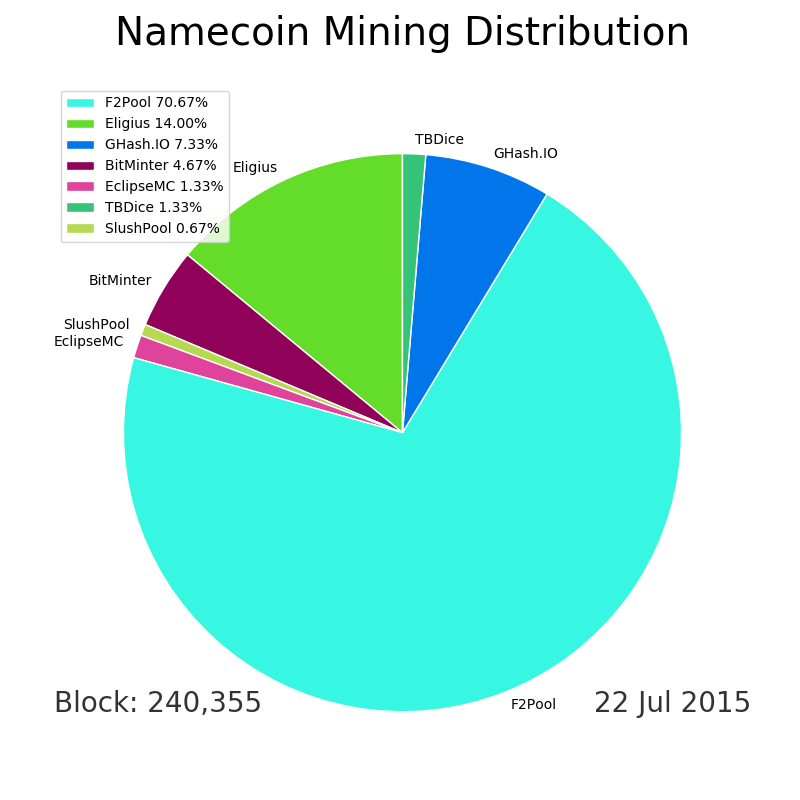 Namecoin Mining Distribution
F2Pool 70.67%
Eligius 14.00%
GHash.IO 7.33%
BitMinter 4.67%
EclipseMC 1.33%
TBDice 1.33%
SlushPool 0.67%
TBDice
GHash.IO
Eligius
BitMinter
SlushPool
EclipseMC
F2Pool
Block: 240,355
22 Jul 2015